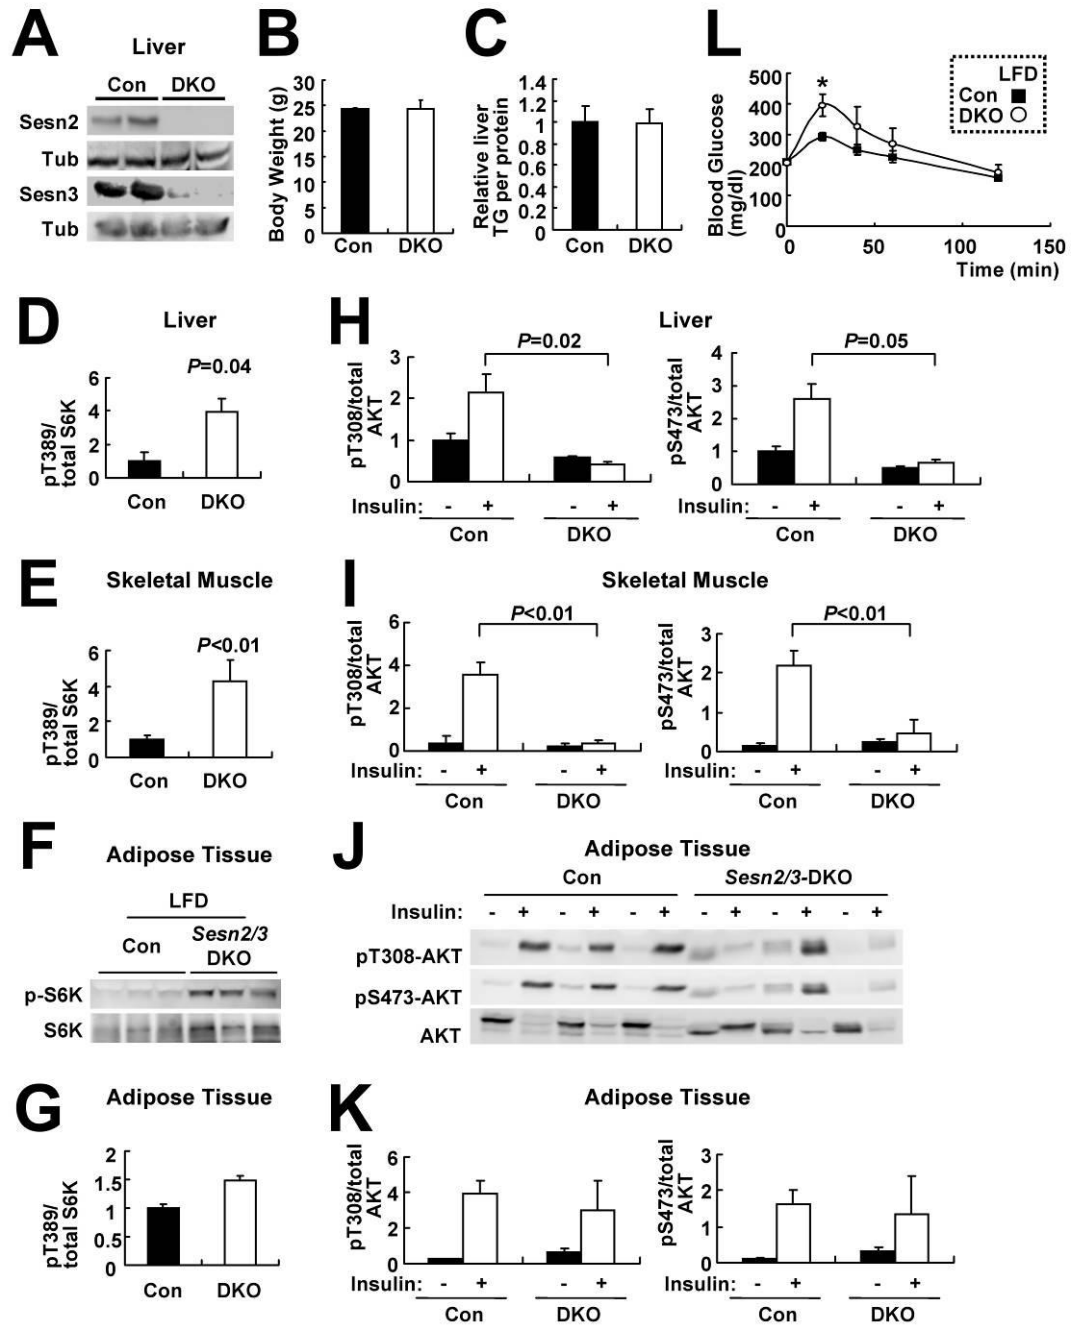 A
Liver
Con DKO
Sesn2
Tub
Sesn3
Tub
B
Body Weight (g)
30
25
20
15
10
5
0
Con DKO
C
Relative liver
TG per protein
1.4
1.2
1
0.8
0.6
0.4
0.2
0
Con DKO
L
Blood Glucose
(mg/dl)
500
400
300
200
100
0
*
LFD
Con
DKO
0 50 100 150
Time (min)
D
Liver
P=0.04
pT389/
total S6K
6
4
2
0
Con DKO
H
Liver
P=0.02
pT308/total
AKT
3
2
1
0
Insulin: - + - +
Con DKO
P=0.05
pS473/total
AKT
4
3
2
1
0
Insulin: - + - +
Con DKO
E
Skeletal Muscle
P<0.01
pT389/
total S6K
6
4
2
0
Con DKO
I
Skeletal Muscle
P<0.01
pT308/total
AKT
6
4
2
0
Insulin: - + - +
Con DKO
P<0.01
pS473/total
AKT
3
2
1
0
Insulin: - + - +
Con DKO
F
Adipose Tissue
LFD
Con
Sesn2/3
DKO
p-S6K
S6K
J
Adipose Tissue
Con Sesn2/3-DKO
Insulin: - + - + - + - + - + - +
pT308-AKT
pS473-AKT
AKT
G
Adipose Tissue
pT389/
total S6K
2
1.5
1
0.5
0
Con DKO
K
Adipose Tissue
pT308/total
AKT
6
4
2
0
Insulin: - + - +
Con DKO
pS473/total
AKT
3
2
1
0
Insulin: - + - +
Con DKO